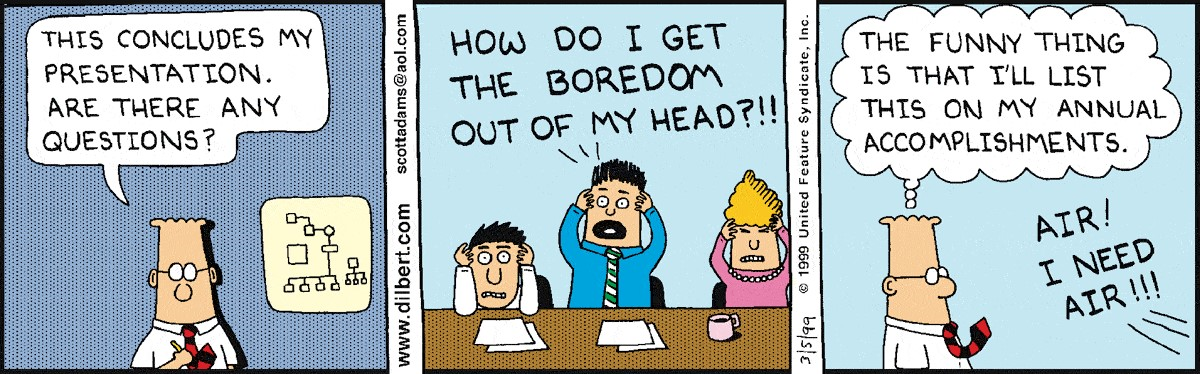 THIS CONCLUDES MY
PRESENTATION.
ARE THERE ANY
QUESTIONS?
www.dilbert.com scottadams@aol.com
HOW DO I GET
THE BOREDOM
OUT OF MY HEAD?!!
3/5/99 © 1999 United Feature Syndicate, Inc.
THE FUNNY THING
IS THAT I'LL LIST
THIS ON MY ANNUAL
ACCOMPLISHMENTS.
AIR!
I NEED
AIR!!!